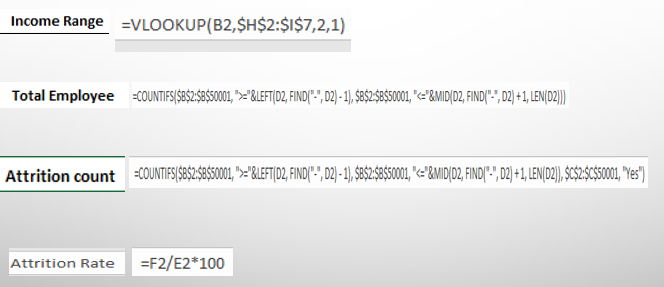 Income Range =VLOOKUP(B2,$H$2:$I$7,2,1)
Total Employee =COUNTIFS($B$2:$B$50001, ">="&LEFT(D2, FIND("-", D2) - 1), $B$2:$B$50001, "<="&MID(D2, FIND("-", D2) + 1, LEN(D2)))
Attrition count =COUNTIFS($B$2:$B$50001, ">="&LEFT(D2, FIND("-", D2) - 1), $B$2:$B$50001, "<="&MID(D2, FIND("-", D2) + 1, LEN(D2)), $C$2:$C$50001, "Yes")
Attrition Rate =F2/E2*100